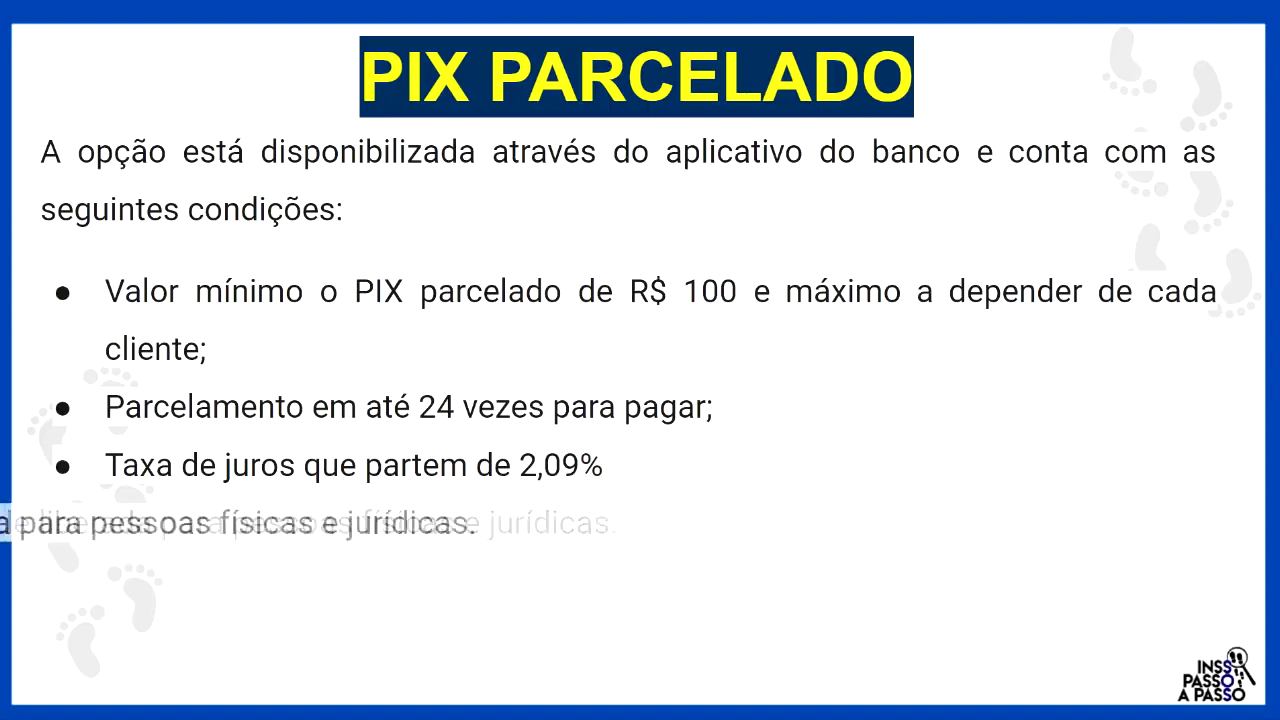 PIX PARCELADO
A opção está disponibilizada através do aplicativo do banco e conta com as
seguintes condições:
● Valor mínimo o PIX parcelado de R$ 100 e máximo a depender de cada
cliente;
● Parcelamento em até 24 vezes para pagar;
● Taxa de juros que partem de 2,09%
para pessoas físicas e jurídicas.
INSS
PASSO
A PASSO